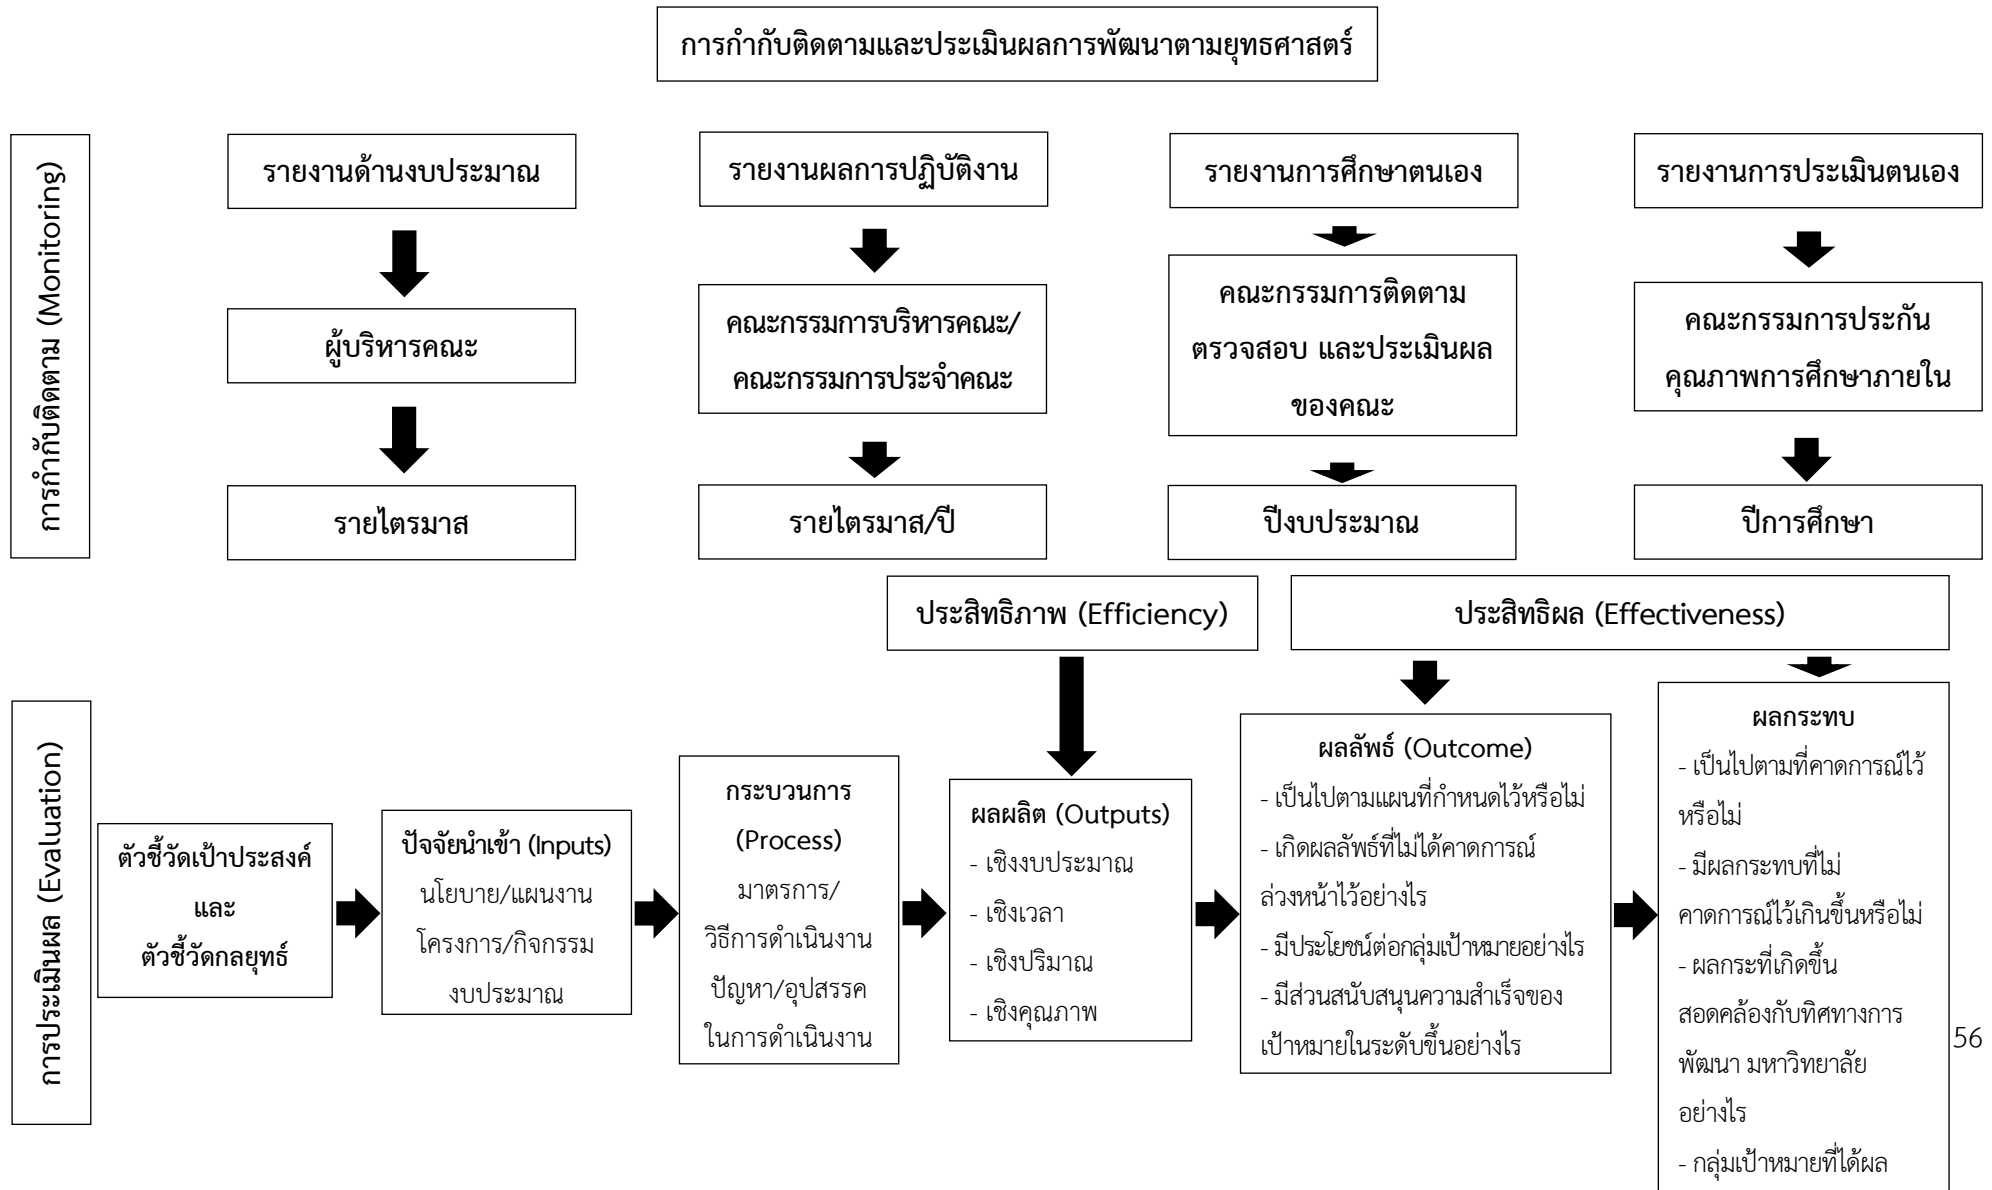 การกำกับติดตามและประเมินผลการพัฒนาตามยุทธศาสตร์
การกำกับติดตาม (Monitoring)
รายงานด้านงบประมาณ
ผู้บริหารคณะ
รายไตรมาส
รายงานผลการปฏิบัติงาน
คณะกรรมการบริหารคณะ/
คณะกรรมการประจำคณะ
รายไตรมาส/ปี
รายงานการศึกษาตนเอง
คณะกรรมการติดตาม
ตรวจสอบ และประเมินผล
ของคณะ
ปีงบประมาณ
รายงานการประเมินตนเอง
คณะกรรมการประกัน
คุณภาพการศึกษาภายใน
ปีการศึกษา
ประสิทธิภาพ (Efficiency)
ประสิทธิผล (Effectiveness)
การประเมินผล (Evaluation)
ตัวชี้วัดเป้าประสงค์
และ
ตัวชี้วัดกลยุทธ์
ปัจจัยนำเข้า (Inputs)
นโยบาย/แผนงาน
โครงการ/กิจกรรม
งบประมาณ
กระบวนการ
(Process)
มาตรการ/
วิธีการดำเนินงาน
ปัญหา/อุปสรรค
ในการดำเนินงาน
ผลผลิต (Outputs)
- เชิงงบประมาณ
- เชิงเวลา
- เชิงปริมาณ
- เชิงคุณภาพ
ผลลัพธ์ (Outcome)
- เป็นไปตามแผนที่กำหนดไว้หรือไม่
- เกิดผลลัพธ์ที่ไม่ได้คาดการณ์
ล่วงหน้าไว้อย่างไร
- มีประโยชน์ต่อกลุ่มเป้าหมายอย่างไร
- มีส่วนสนับสนุนความสำเร็จของ
เป้าหมายในระดับขึ้นอย่างไร
ผลกระทบ
- เป็นไปตามที่คาดการณ์ไว้
หรือไม่
- มีผลกระทบที่ไม่
คาดการณ์ไว้เกินขึ้นหรือไม่
- ผลกระที่เกิดขึ้น
สอดคล้องกับทิศทางการ
พัฒนา มหาวิทยาลัย
อย่างไร
- กลุ่มเป้าหมายที่ได้ผล
56